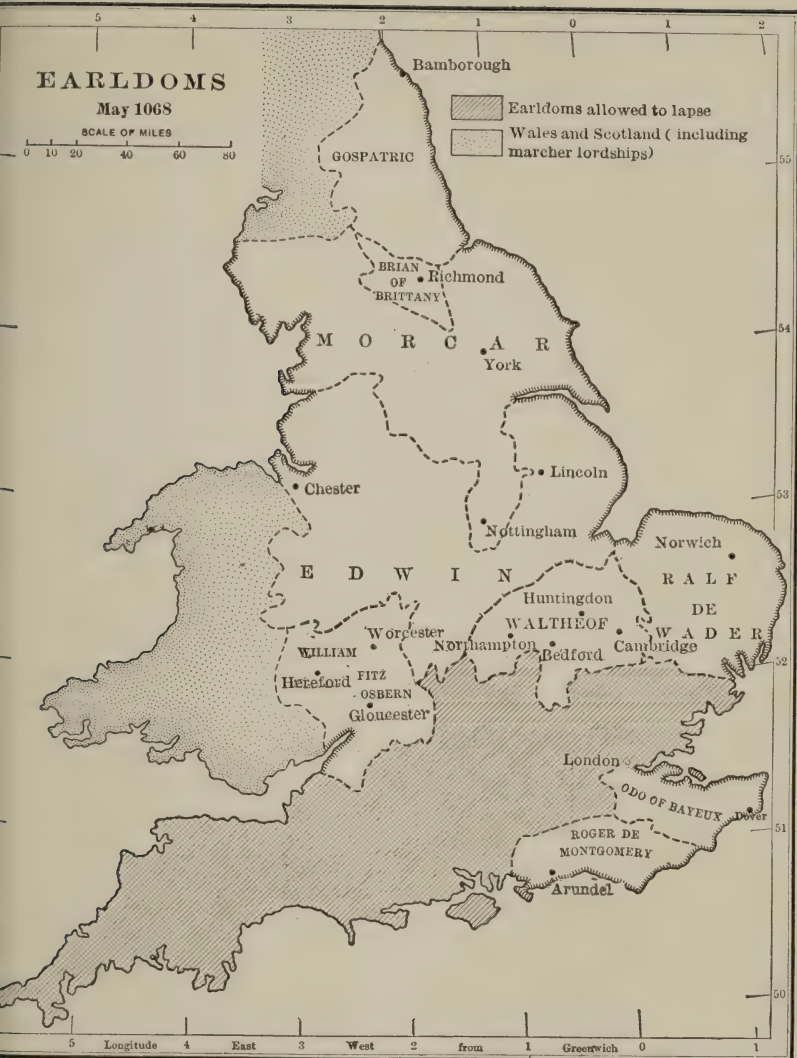 5 4 3 2 1 0 1 2
EARLDOMS
May 1068
SCALE OF MILES
0 10 20 40 60 80
Earldoms allowed to lapse
Wales and Scotland ( including
marcher lordships)
Bamborough
55
GOSPATRIC
BRIAN
OF
BRITTANY
Richmond
54
MORCAR
York
Lincoln
Chester
53
Nottingham
Norwich
EDWIN
RALF
DE
WADER
Huntingdon
WALTHEOF
Worcester
Northampton
Cambridge
Bedford
52
WILLIAM
FITZ
OSBERN
Hereford
Gloucester
London
ODO OF BAYEUX
Dover
51
ROGER DE
MONTGOMERY
Arundel
50
5 Longitude 4 East 3 West 2 from 1 Greenwich 0 1